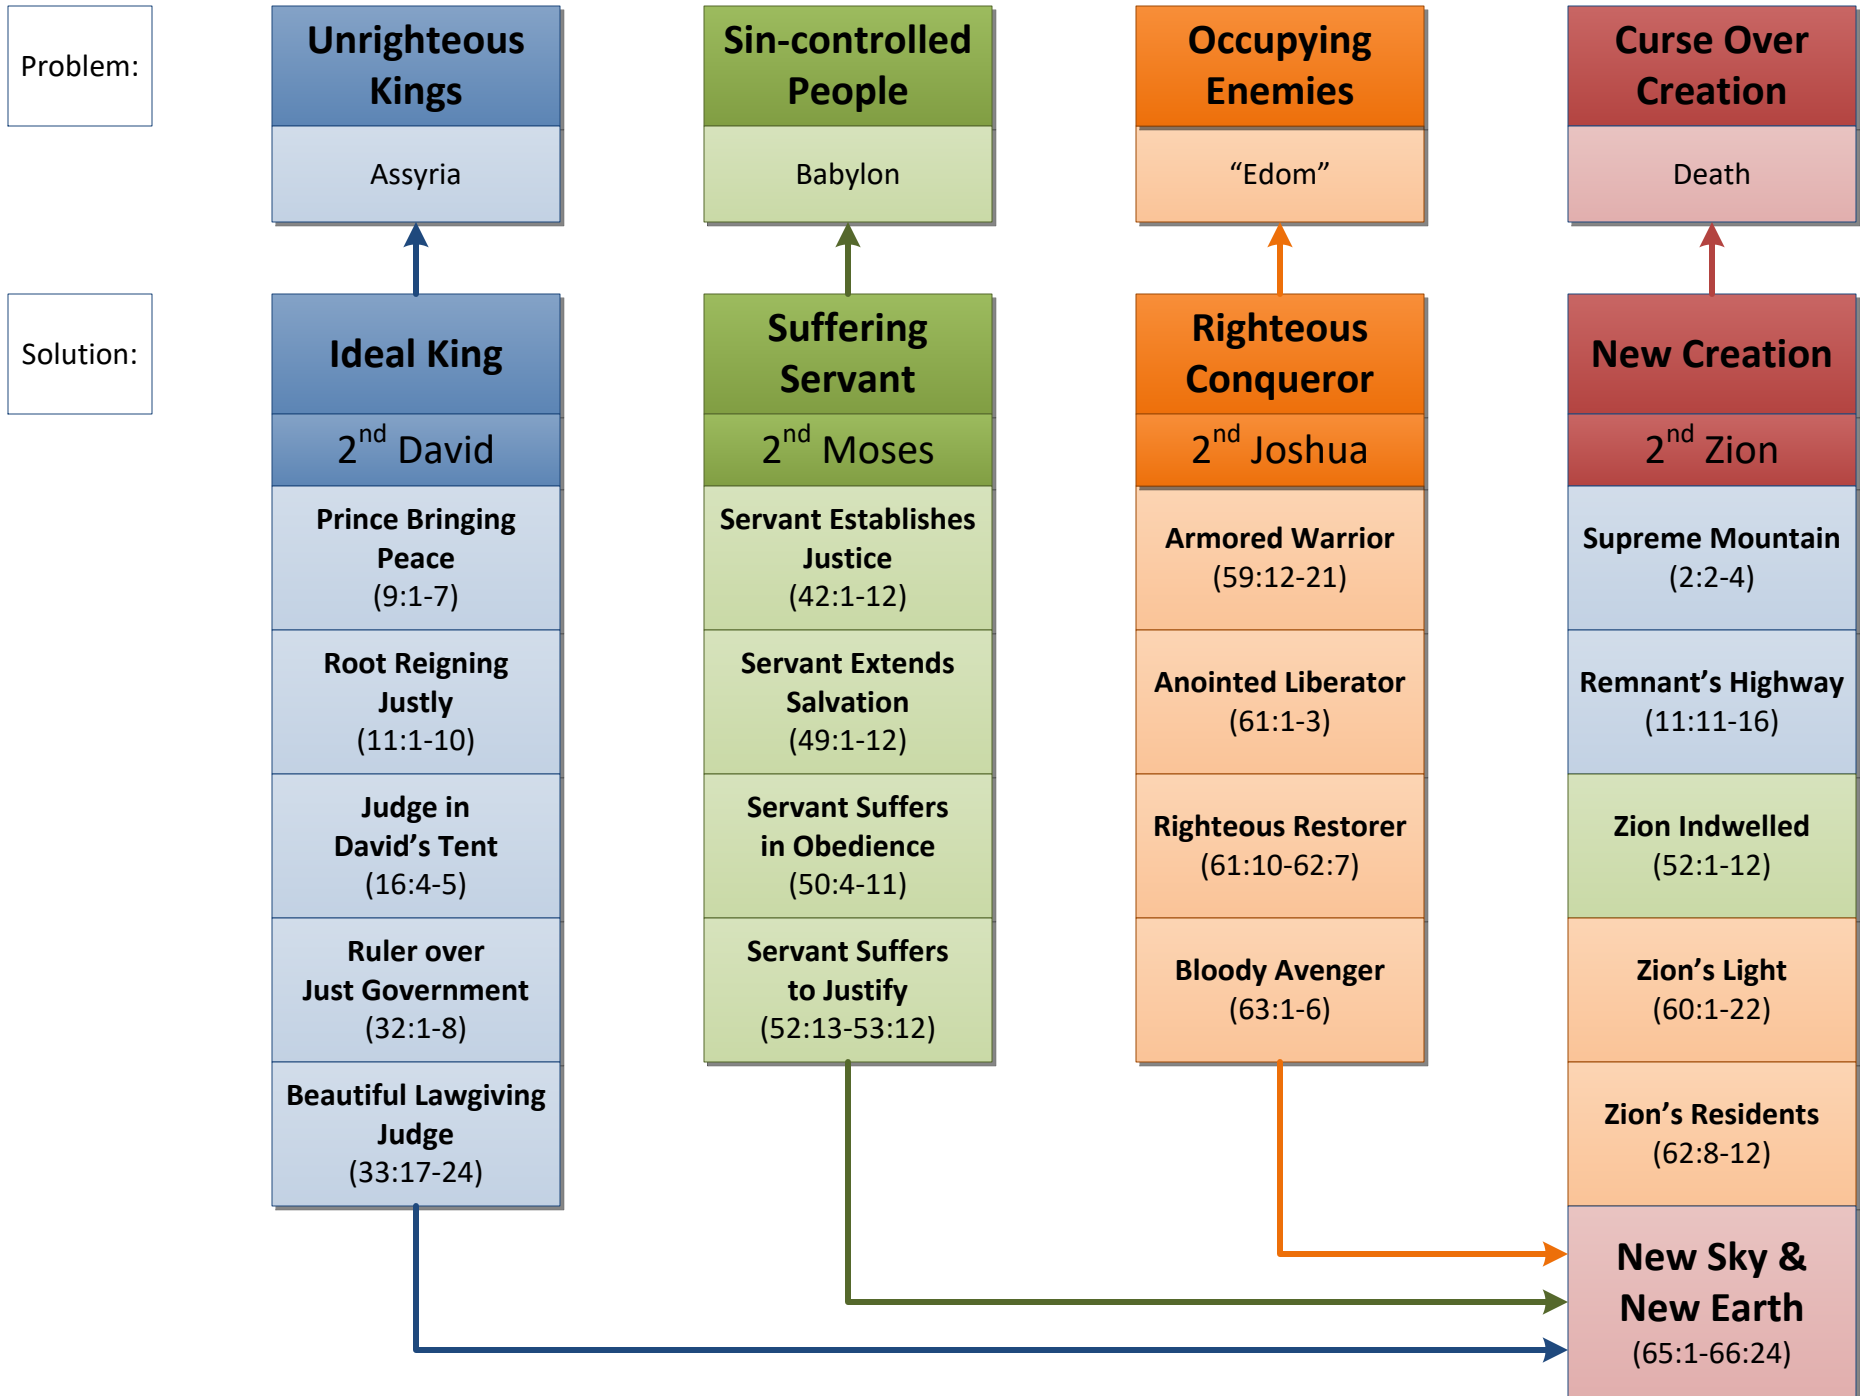 Problem:
Unrighteous
Kings
Assyria
Sin-controlled
People
Babylon
Occupying
Enemies
“Edom”
Curse Over
Creation
Death
Solution:
Ideal King
2nd David
Prince Bringing
Peace
(9:1-7)
Root Reigning
Justly
(11:1-10)
Judge in
David’s Tent
(16:4-5)
Ruler over
Just Government
(32:1-8)
Beautiful Lawgiving
Judge
(33:17-24)
Suffering
Servant
2nd Moses
Servant Establishes
Justice
(42:1-12)
Servant Extends
Salvation
(49:1-12)
Servant Suffers
in Obedience
(50:4-11)
Servant Suffers
to Justify
(52:13-53:12)
Righteous
Conqueror
2nd Joshua
Armored Warrior
(59:12-21)
Anointed Liberator
(61:1-3)
Righteous Restorer
(61:10-62:7)
Bloody Avenger
(63:1-6)
New Creation
2nd Zion
Supreme Mountain
(2:2-4)
Remnant’s Highway
(11:11-16)
Zion Indwelled
(52:1-12)
Zion’s Light
(60:1-22)
Zion’s Residents
(62:8-12)
New Sky &
New Earth
(65:1-66:24)